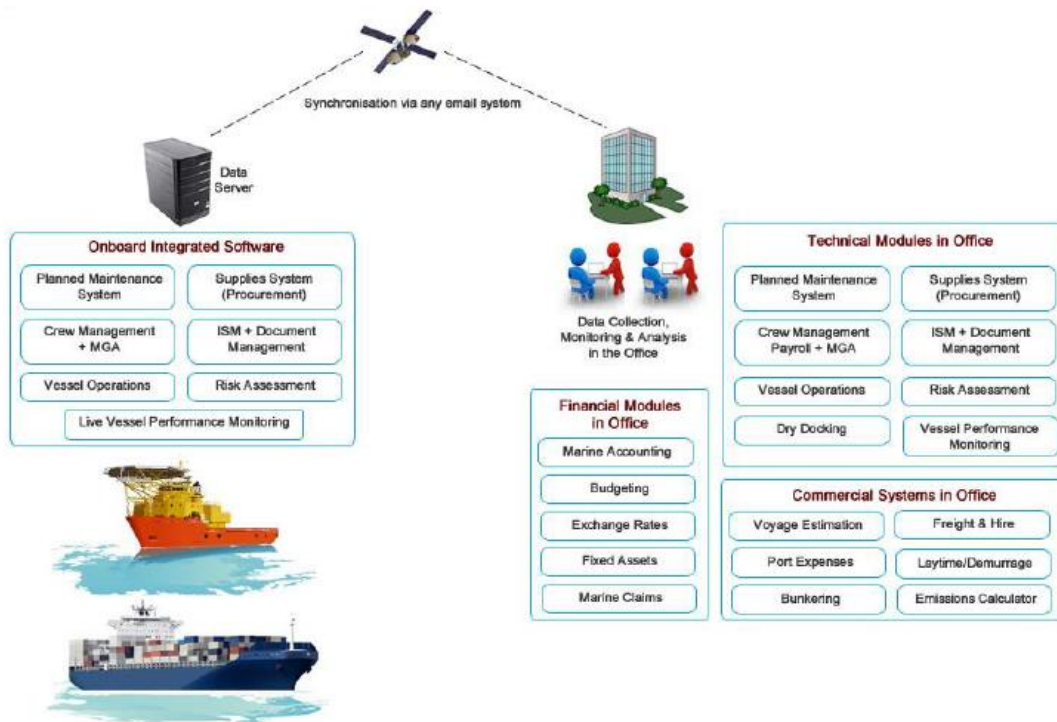 Synchronisation via any email system
Data
Server
Onboard Integrated Software
Planned Maintenance
System
Supplies System
(Procurement)
Crew Management
+ MGA
ISM + Document
Management
Vessel Operations
Risk Assessment
Live Vessel Performance Monitoring
Data Collection,
Monitoring & Analysis
in the Office
Financial Modules
in Office
Marine Accounting
Budgeting
Exchange Rates
Fixed Assets
Marine Claims
Technical Modules in Office
Planned Maintenance
System
Supplies System
(Procurement)
Crew Management
Payroll + MGA
ISM + Document
Management
Vessel Operations
Risk Assessment
Dry Docking
Vessel Performance
Monitoring
Commercial Systems in Office
Voyage Estimation
Freight & Hire
Port Expenses
Laytime/Demurrage
Bunkering
Emissions Calculator